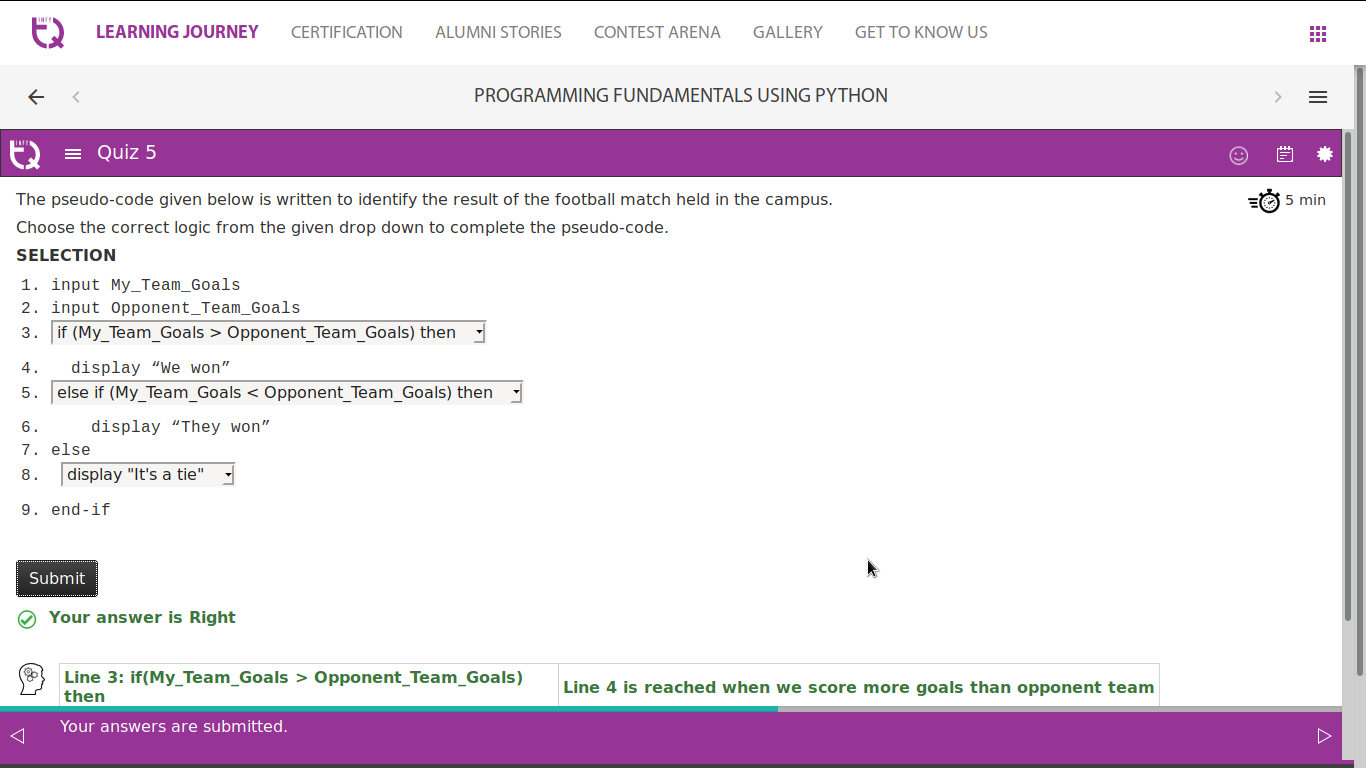 INFY TQ
LEARNING JOURNEY CERTIFICATION ALUMNI STORIES CONTEST ARENA GALLERY GET TO KNOW US
PROGRAMMING FUNDAMENTALS USING PYTHON
INFY TQ Quiz 5
The pseudo-code given below is written to identify the result of the football match held in the campus.
5 min
Choose the correct logic from the given drop down to complete the pseudo-code.
SELECTION
1. input My_Team_Goals
2. input Opponent_Team_Goals
3. if (My_Team_Goals > Opponent_Team_Goals) then
4. display “We won”
5. else if (My_Team_Goals < Opponent_Team_Goals) then
6. display “They won”
7. else
8. display "It's a tie"
9. end-if
Submit
Your answer is Right
Line 3: if(My_Team_Goals > Opponent_Team_Goals)
then
Line 4 is reached when we score more goals than opponent team
Your answers are submitted.